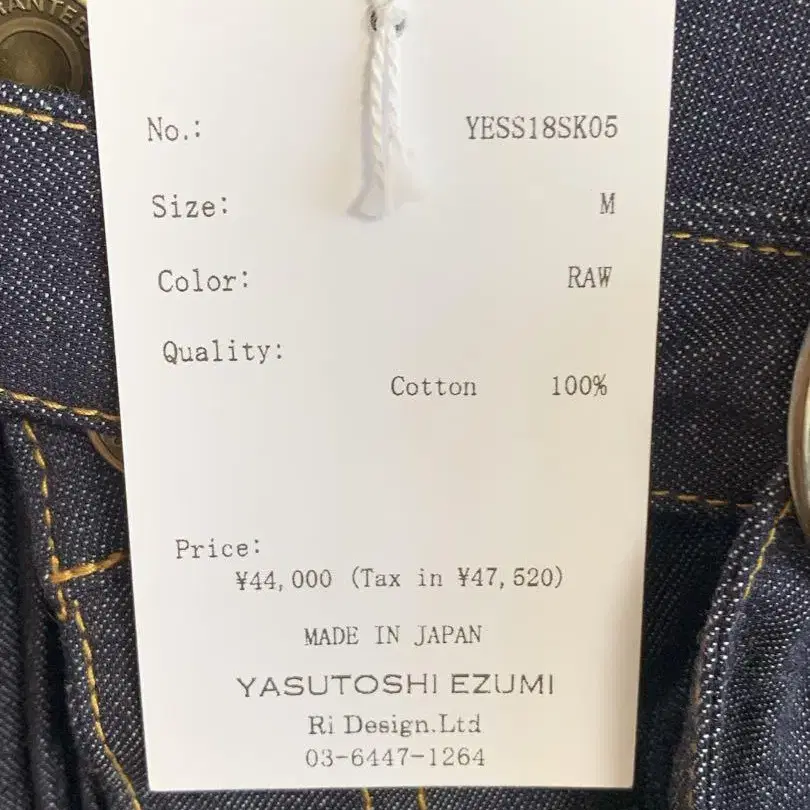 No.: YESS18SK05
Size: M
Color: RAW
Quality:
Cotton 100%
Price:
¥44,000 (Tax in ¥47,520)
MADE IN JAPAN
YASUTOSHI EZUMI
Ri Design.Ltd
03-6447-1264